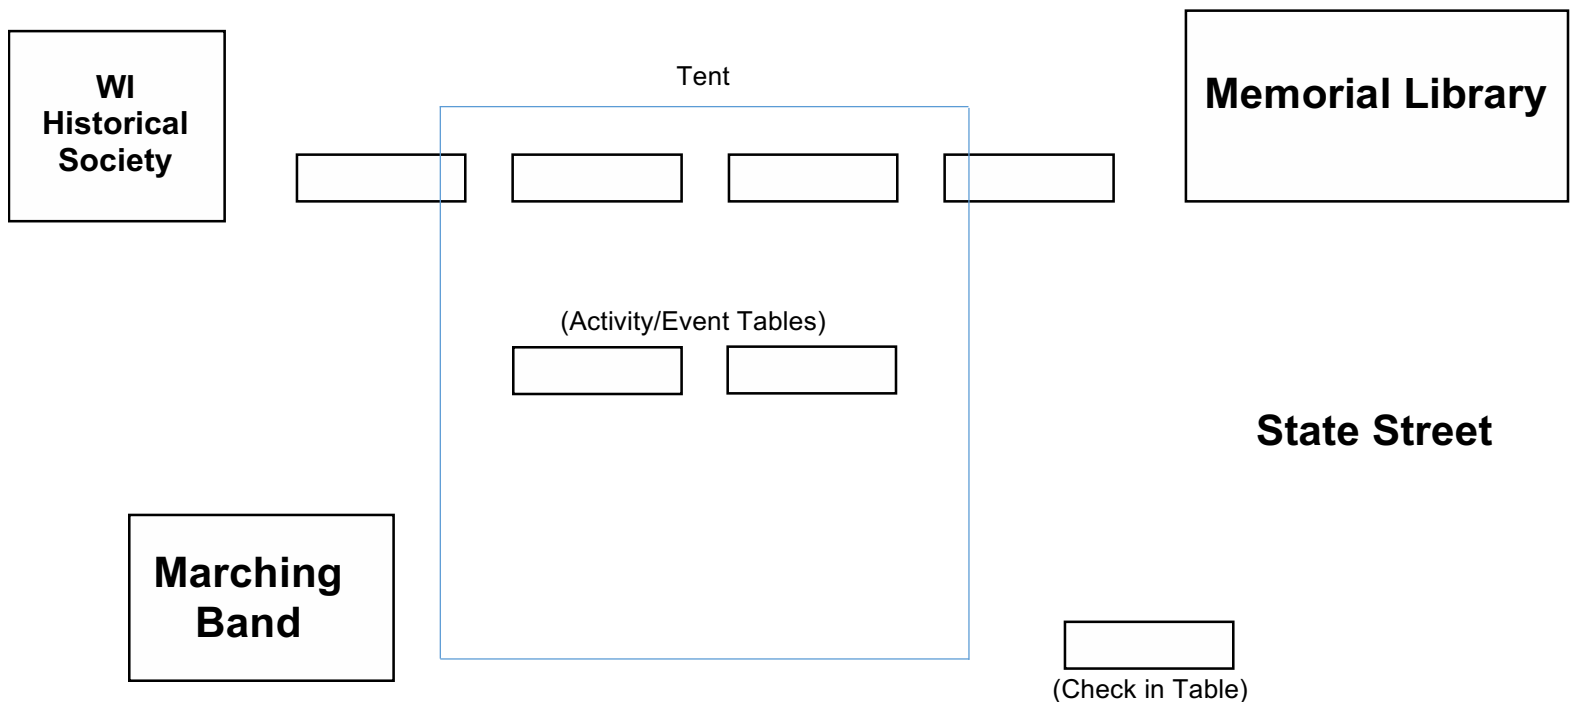 WI
Historical
Society
Tent
Memorial Library
(Activity/Event Tables)
State Street
Marching
Band
(Check in Table)